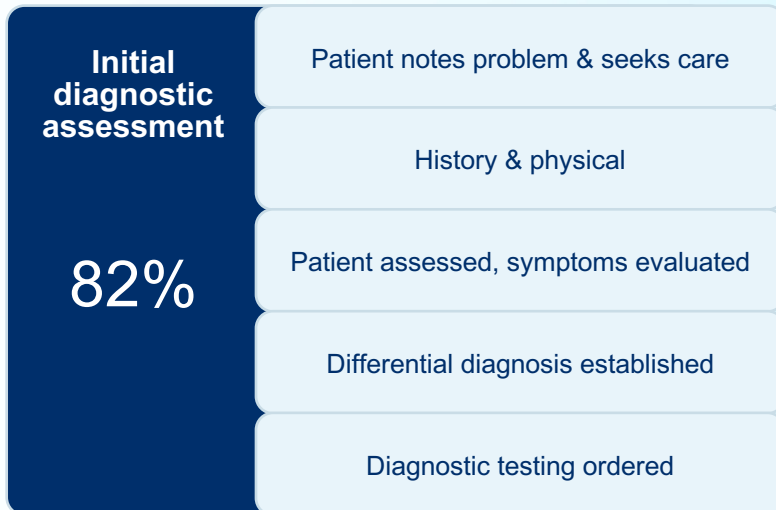 Initial
diagnostic
assessment
82%
Patient notes problem & seeks care
History & physical
Patient assessed, symptoms evaluated
Differential diagnosis established
Diagnostic testing ordered